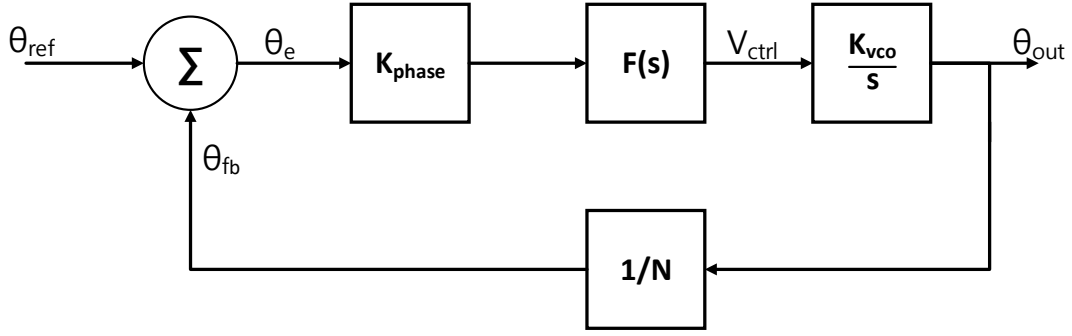 θref
Σ
θe
Kphase
F(s)
Vctrl
Kvco
s
θout
θfb
1/N